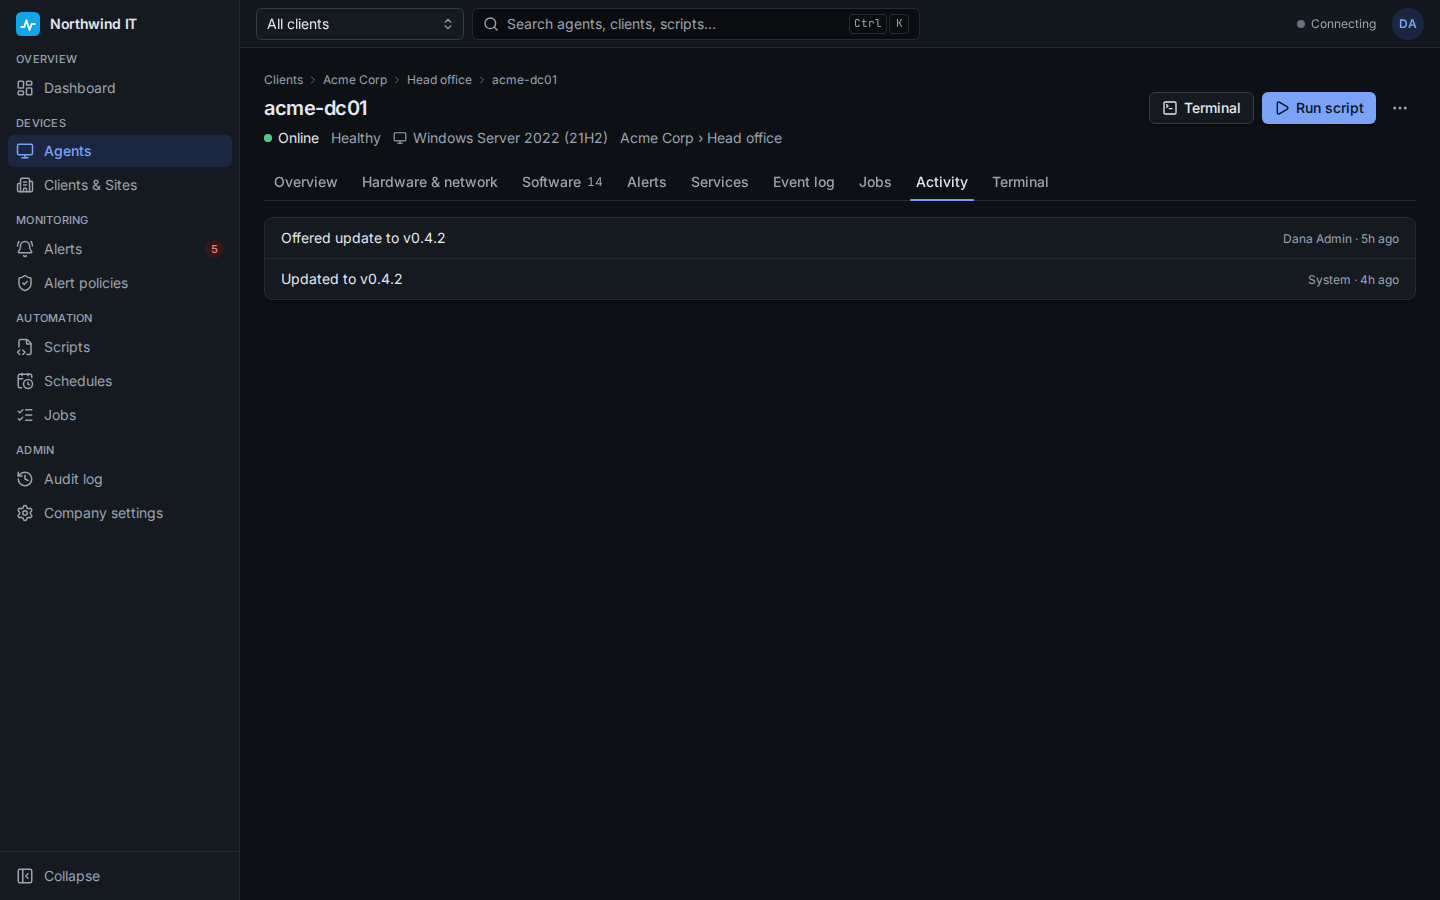 Northwind IT
All clients
Search agents, clients, scripts...
Ctrl K
Connecting
DA
OVERVIEW
Dashboard
DEVICES
Agents
Clients & Sites
MONITORING
Alerts
5
Alert policies
AUTOMATION
Scripts
Schedules
Jobs
ADMIN
Audit log
Company settings
Collapse
Clients › Acme Corp › Head office › acme-dc01
acme-dc01
Terminal
Run script
Online Healthy Windows Server 2022 (21H2) Acme Corp › Head office
Overview Hardware & network Software 14 Alerts Services Event log Jobs Activity Terminal
Offered update to v0.4.2
Dana Admin · 5h ago
Updated to v0.4.2
System · 4h ago